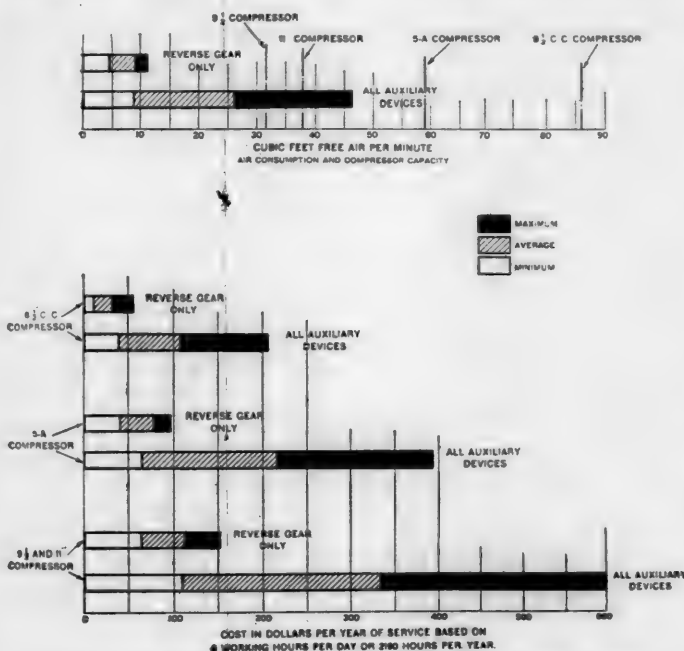 9½ COMPRESSOR
11" COMPRESSOR
5-A COMPRESSOR
8½ C C COMPRESSOR
REVERSE GEAR
ONLY
ALL AUXILIARY
DEVICES
0 10 20 30 40 50 60 70 80 90
CUBIC FEET FREE AIR PER MINUTE
AIR CONSUMPTION AND COMPRESSOR CAPACITY
MAXIMUM
AVERAGE
MINIMUM
8½ C C
COMPRESSOR
REVERSE GEAR
ONLY
ALL AUXILIARY
DEVICES
5-A
COMPRESSOR
REVERSE GEAR
ONLY
ALL AUXILIARY
DEVICES
9½ AND 11"
COMPRESSOR
REVERSE GEAR
ONLY
ALL AUXILIARY
DEVICES
0 100 200 300 400 500
COST IN DOLLARS PER YEAR OF SERVICE BASED ON
WORKING HOURS PER DAY OR 2190 HOURS PER YEAR.